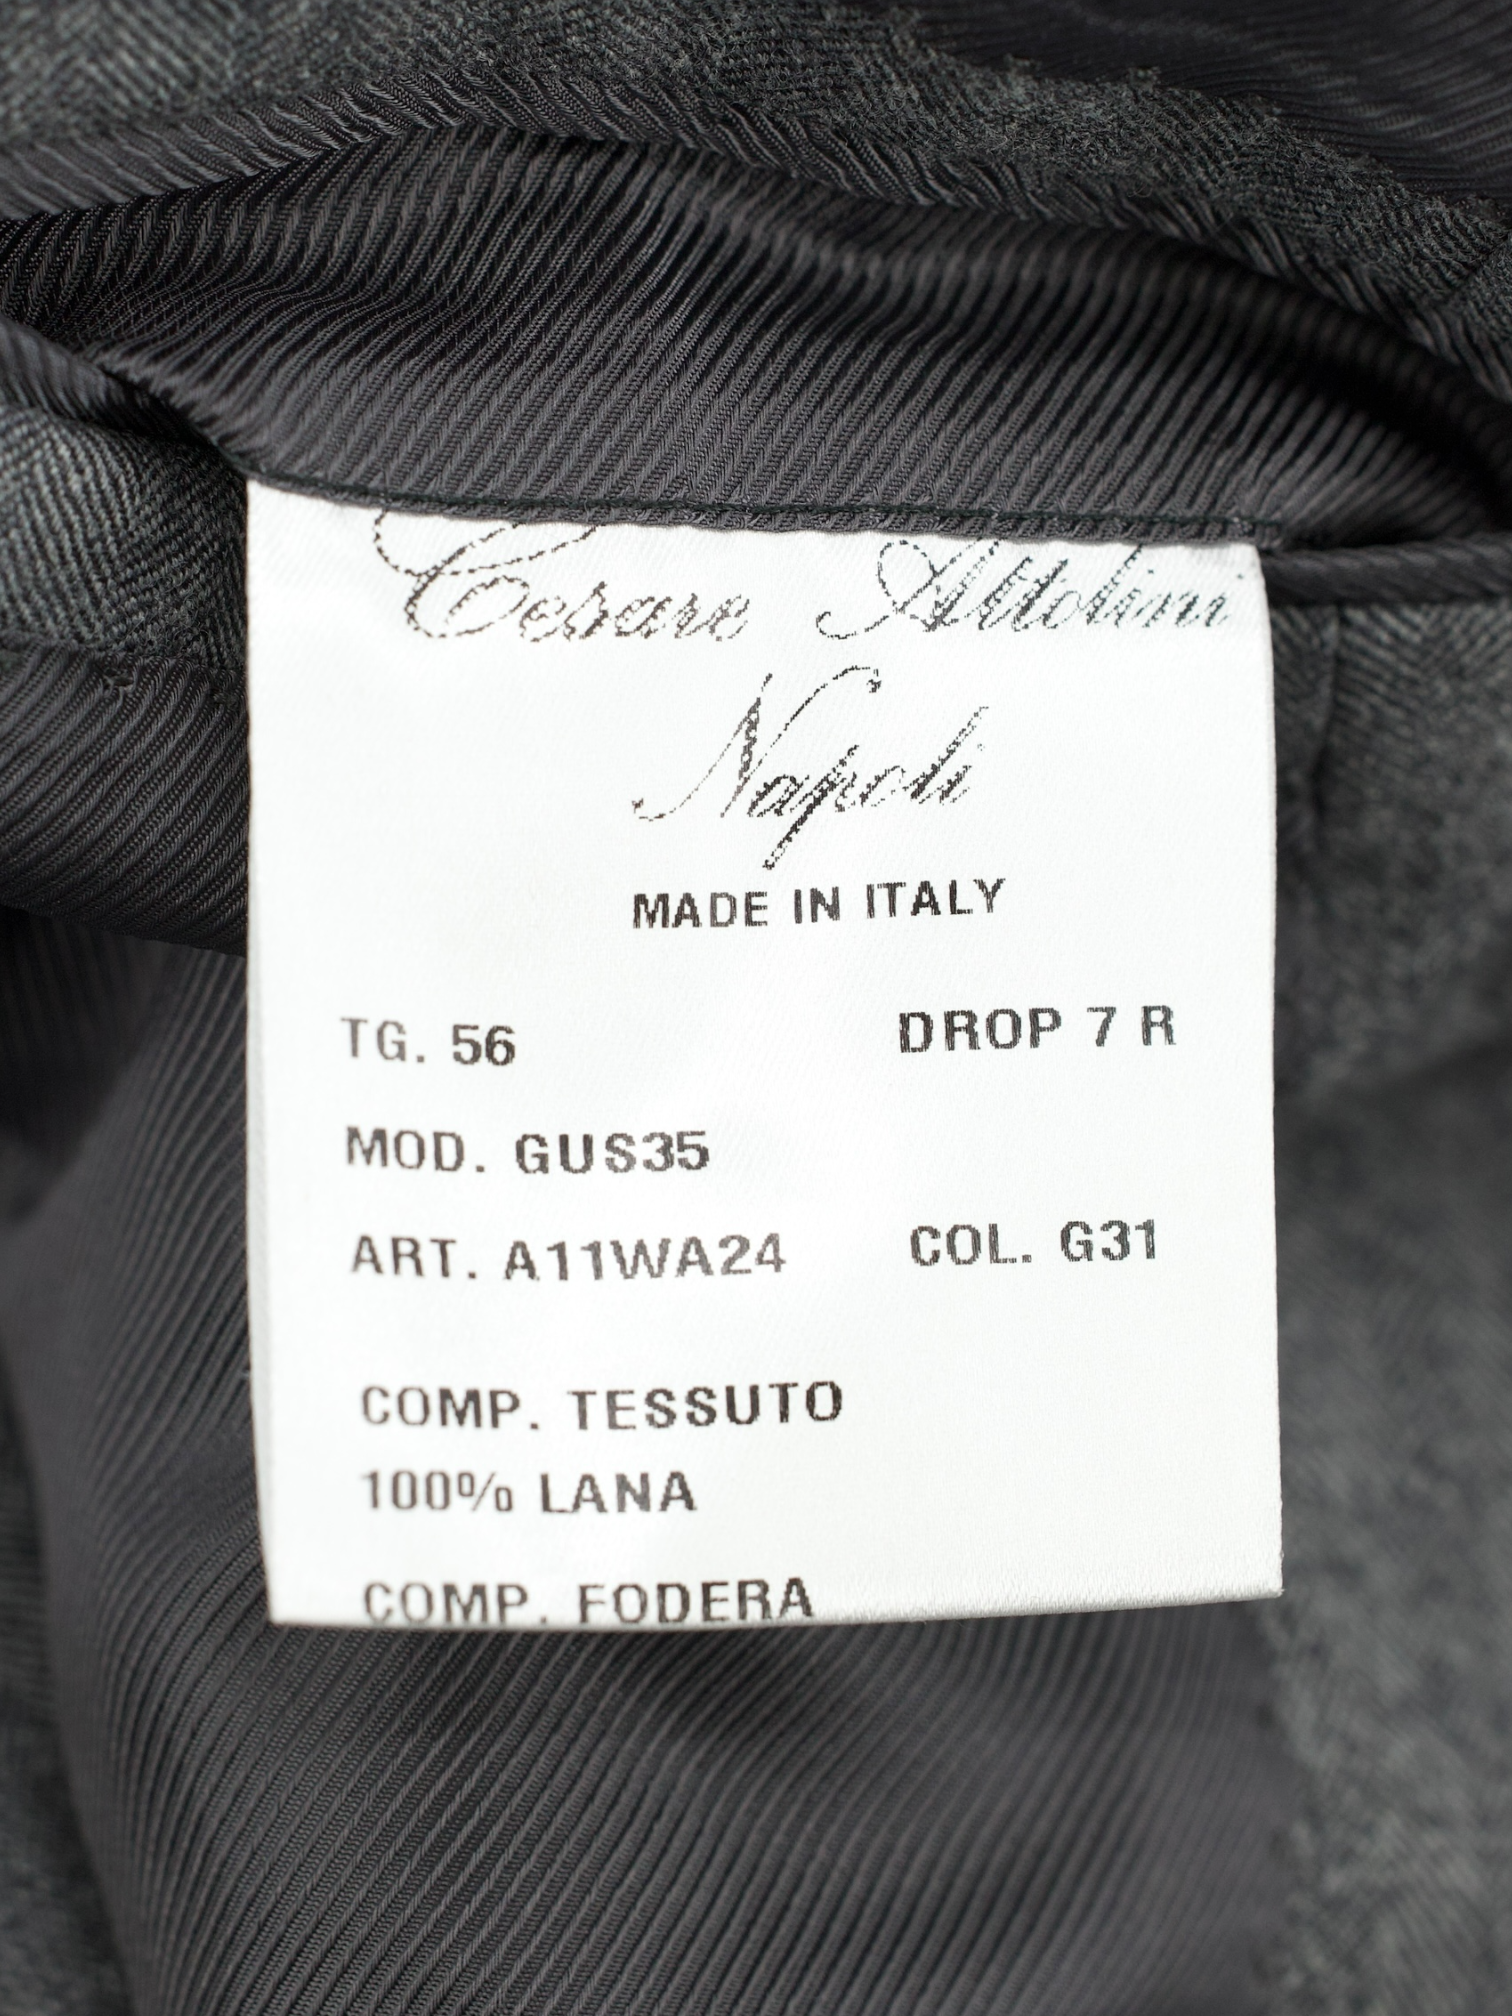 Cesare Attolini
Napoli
MADE IN ITALY
TG. 56 DROP 7 R
MOD. GUS35
ART. A11WA24 COL. G31
COMP. TESSUTO
100% LANA
COMP. FODERA